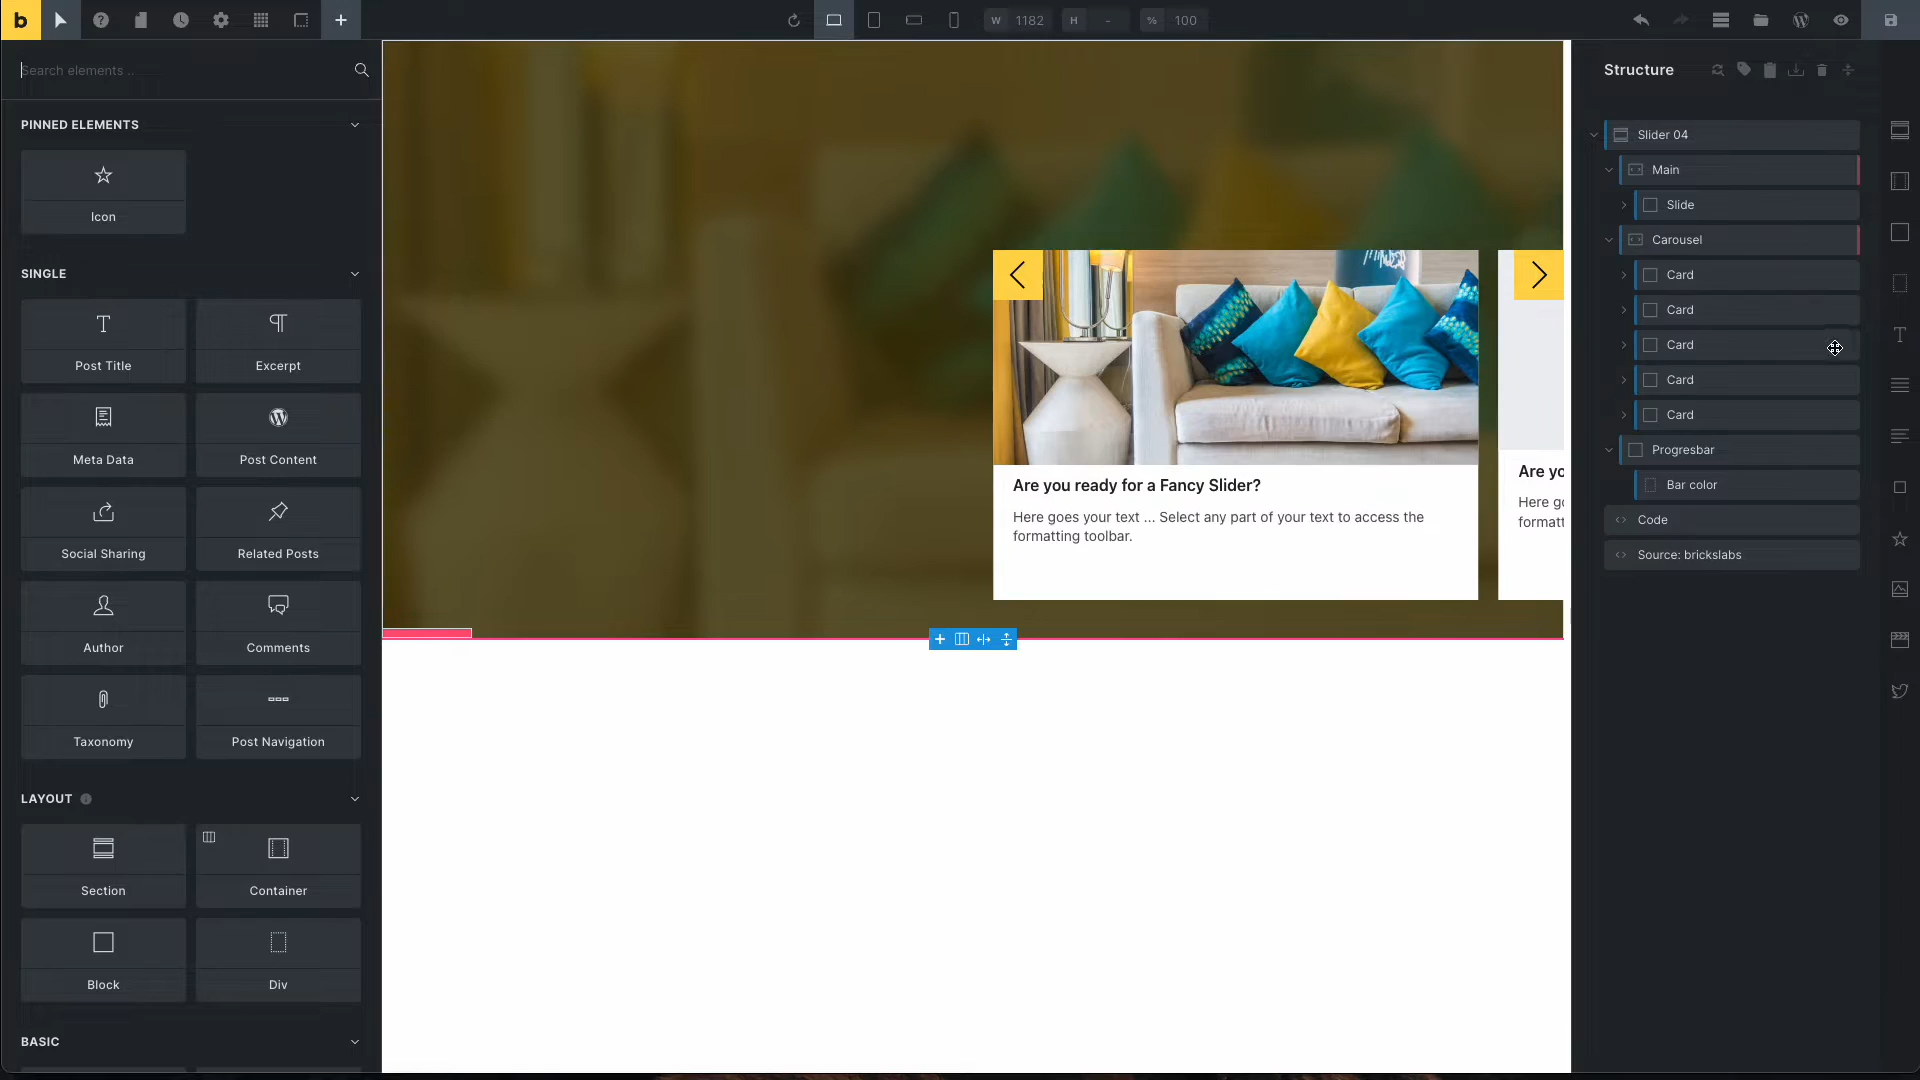 b
W 1182 H - % 100
Search elements ..
PINNED ELEMENTS
Icon
SINGLE
Post Title
Excerpt
Meta Data
Post Content
Social Sharing
Related Posts
Author
Comments
Taxonomy
Post Navigation
LAYOUT
Section
Container
Block
Div
BASIC
Are you ready for a Fancy Slider?
Here goes your text ... Select any part of your text to access the
formatting toolbar.
Are yo
Here go
formatt
Structure
Slider 04
Main
Slide
Carousel
Card
Card
Card
Card
Card
Progresbar
Bar color
Code
Source: brickslabs